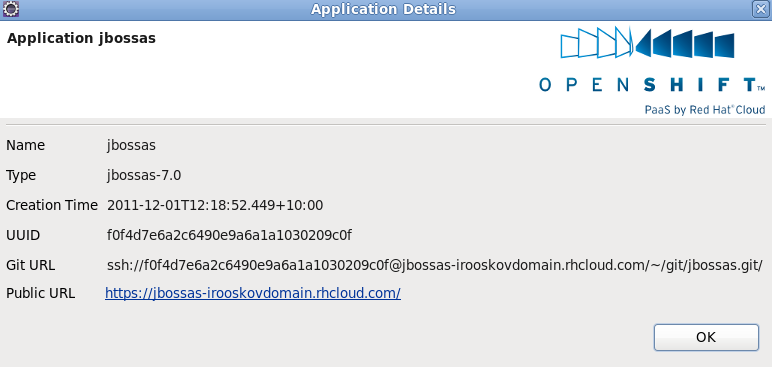 Application Details
Application jbossas
OPENSHIFT™
PaaS by Red Hat® Cloud
Name jbossas
Type jbossas-7.0
Creation Time 2011-12-01T12:18:52.449+10:00
UUID f0f4d7e6a2c6490e9a6a1a1030209c0f
Git URL ssh://f0f4d7e6a2c6490e9a6a1a1030209c0f@jbossas-irooskovdomain.rhcloud.com/~/git/jbossas.git/
Public URL https://jbossas-irooskovdomain.rhcloud.com/
OK